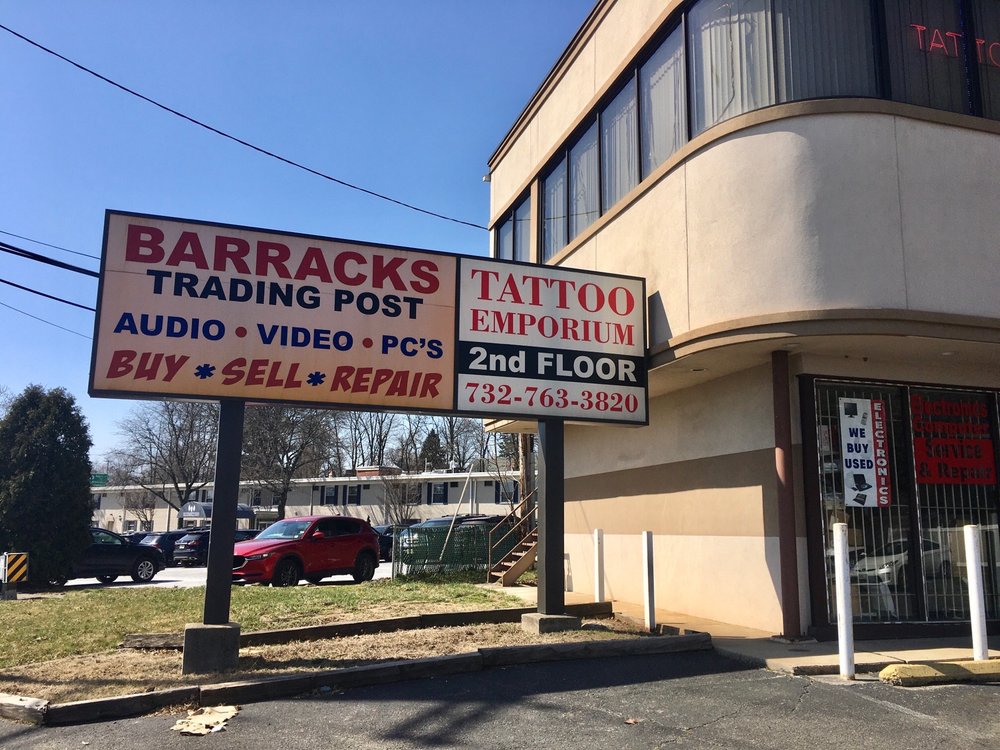 BARRACKS
TRADING POST
AUDIO • VIDEO • PC'S
BUY * SELL * REPAIR
TATTOO
EMPORIUM
2nd FLOOR
732-763-3820
TATTO
WE
BUY
USED
ELECTRONICS
Electronics
Computer
Service
& Repair